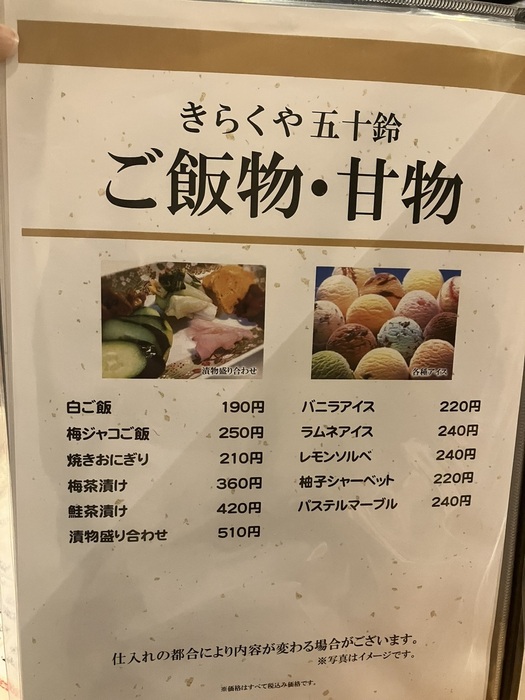 きらくや 五十鈴
ご飯物・甘物
漬物盛り合わせ
各種アイス
白ご飯 190円
梅ジャコご飯 250円
焼きおにぎり 210円
梅茶漬け 360円
鮭茶漬け 420円
漬物盛り合わせ 510円
バニラアイス 220円
ラムネアイス 240円
レモンソルベ 240円
柚子シャーベット 220円
パステルマーブル 240円
仕入れの都合により内容が変わる場合がございます。
※写真はイメージです。
※価格はすべて税込み価格です。